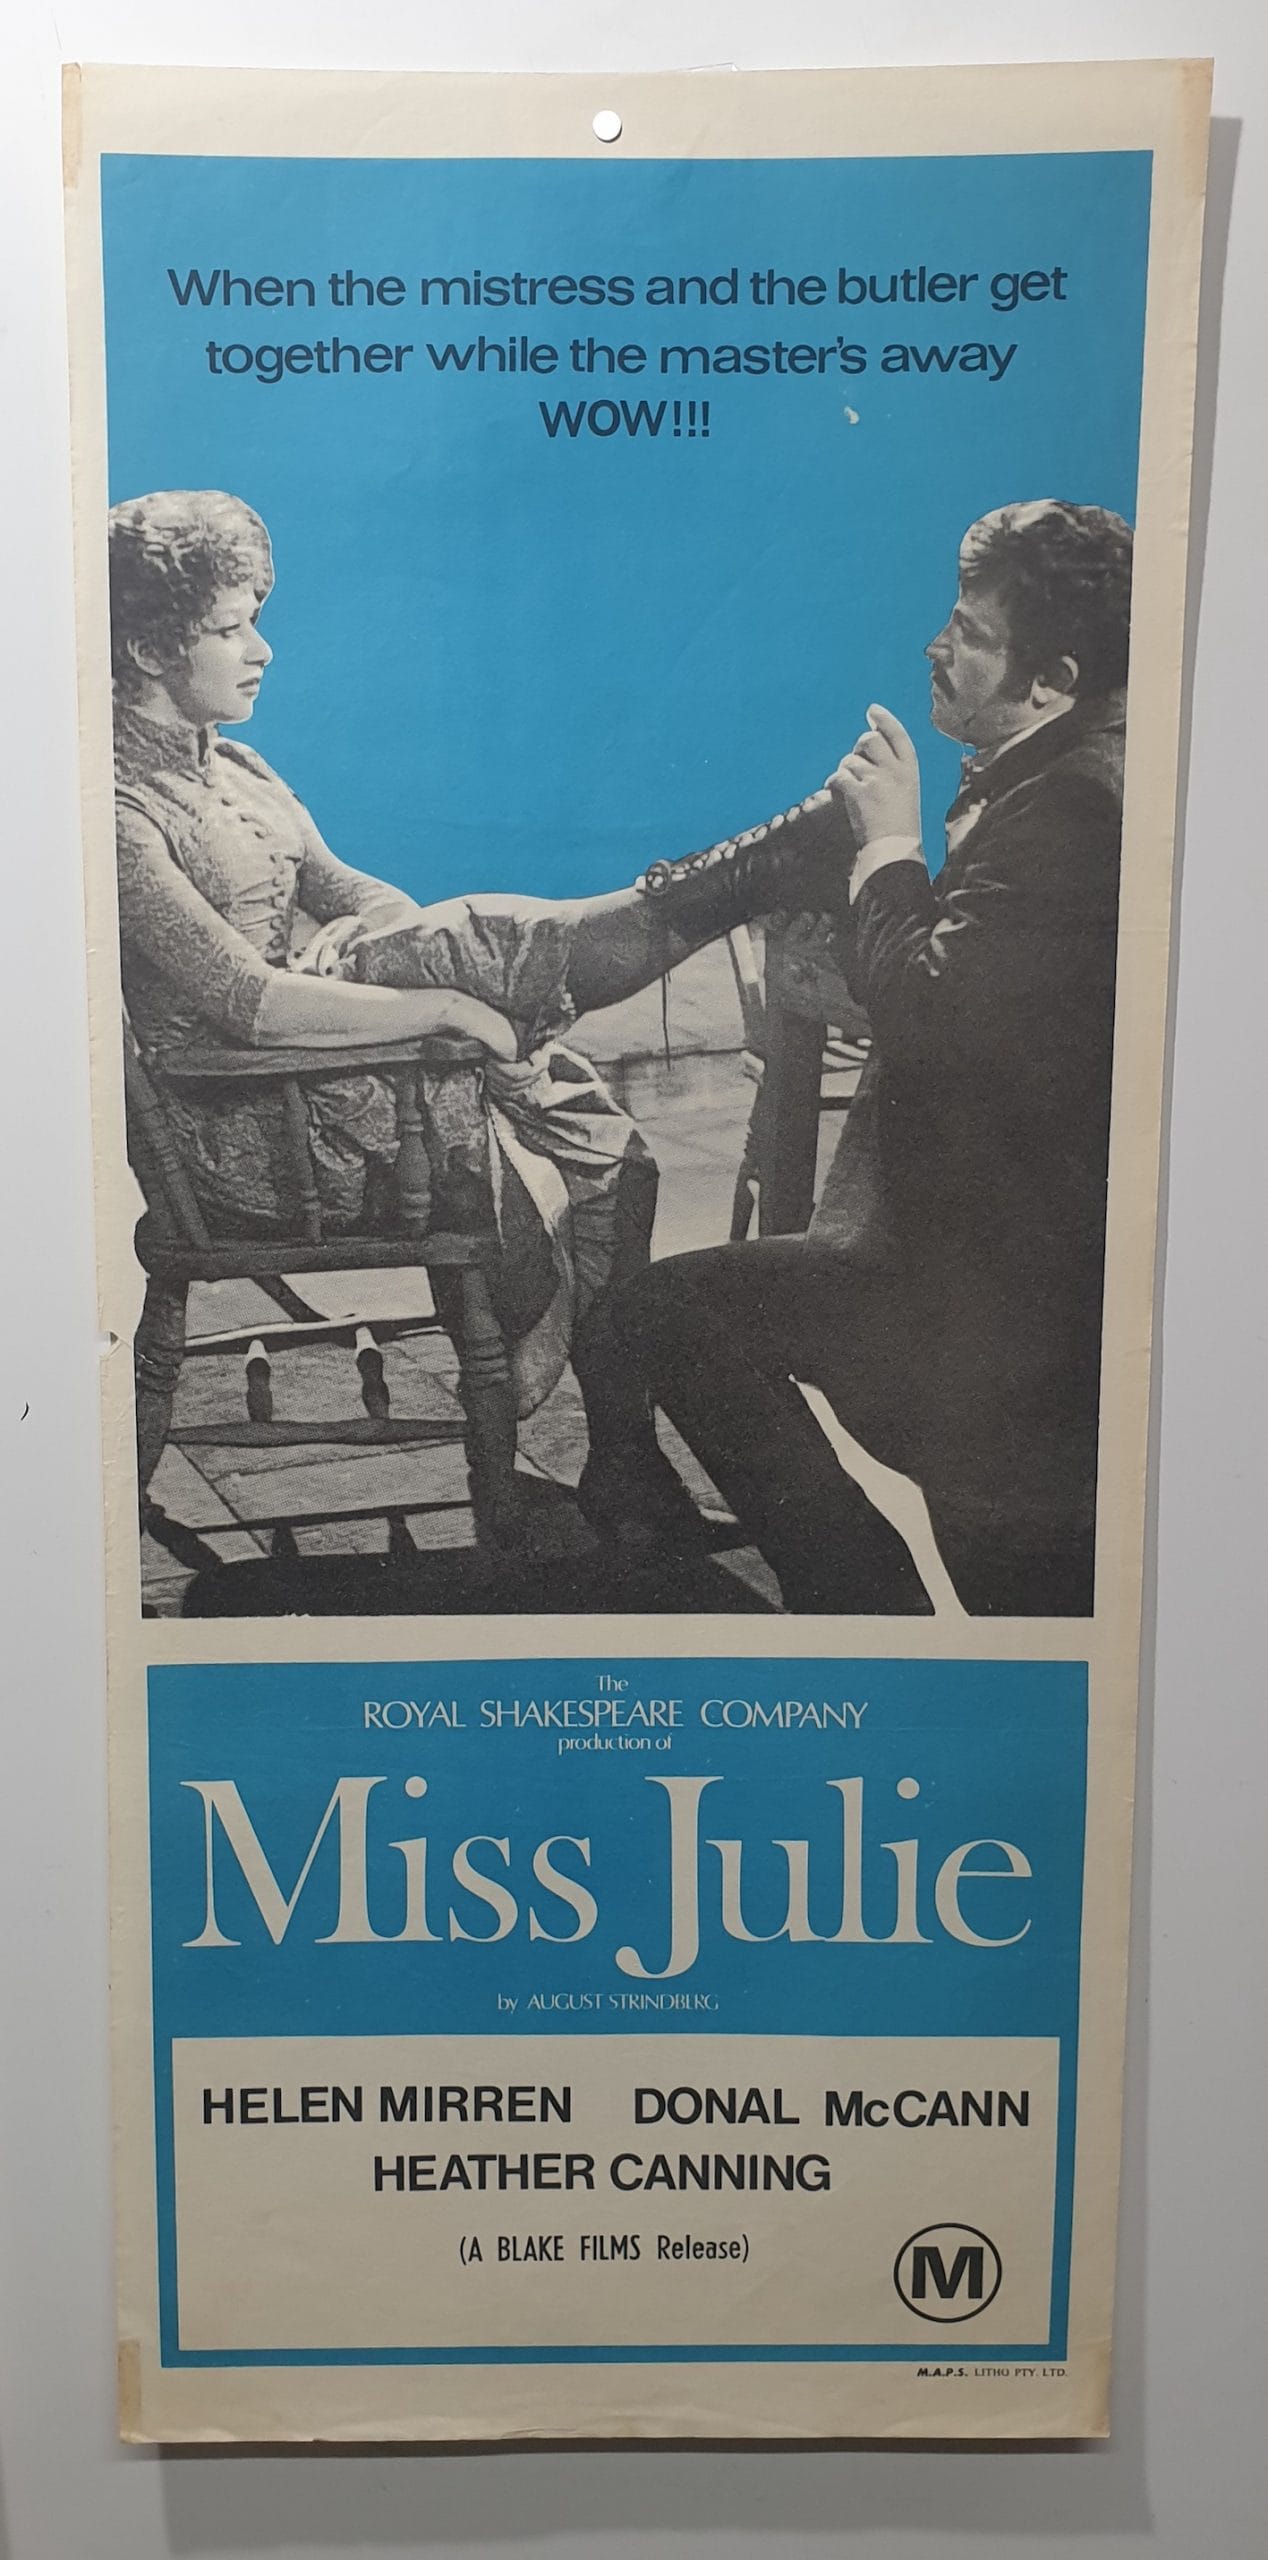 When the mistress and the butler get
together while the master's away
WOW!!!
The
ROYAL SHAKESPEARE COMPANY
production of
Miss Julie
by AUGUST STRINDBERG
HELEN MIRREN DONAL McCANN
HEATHER CANNING
(A BLAKE FILMS Release)
M
M.A.P.S. LITHO PTY. LTD.